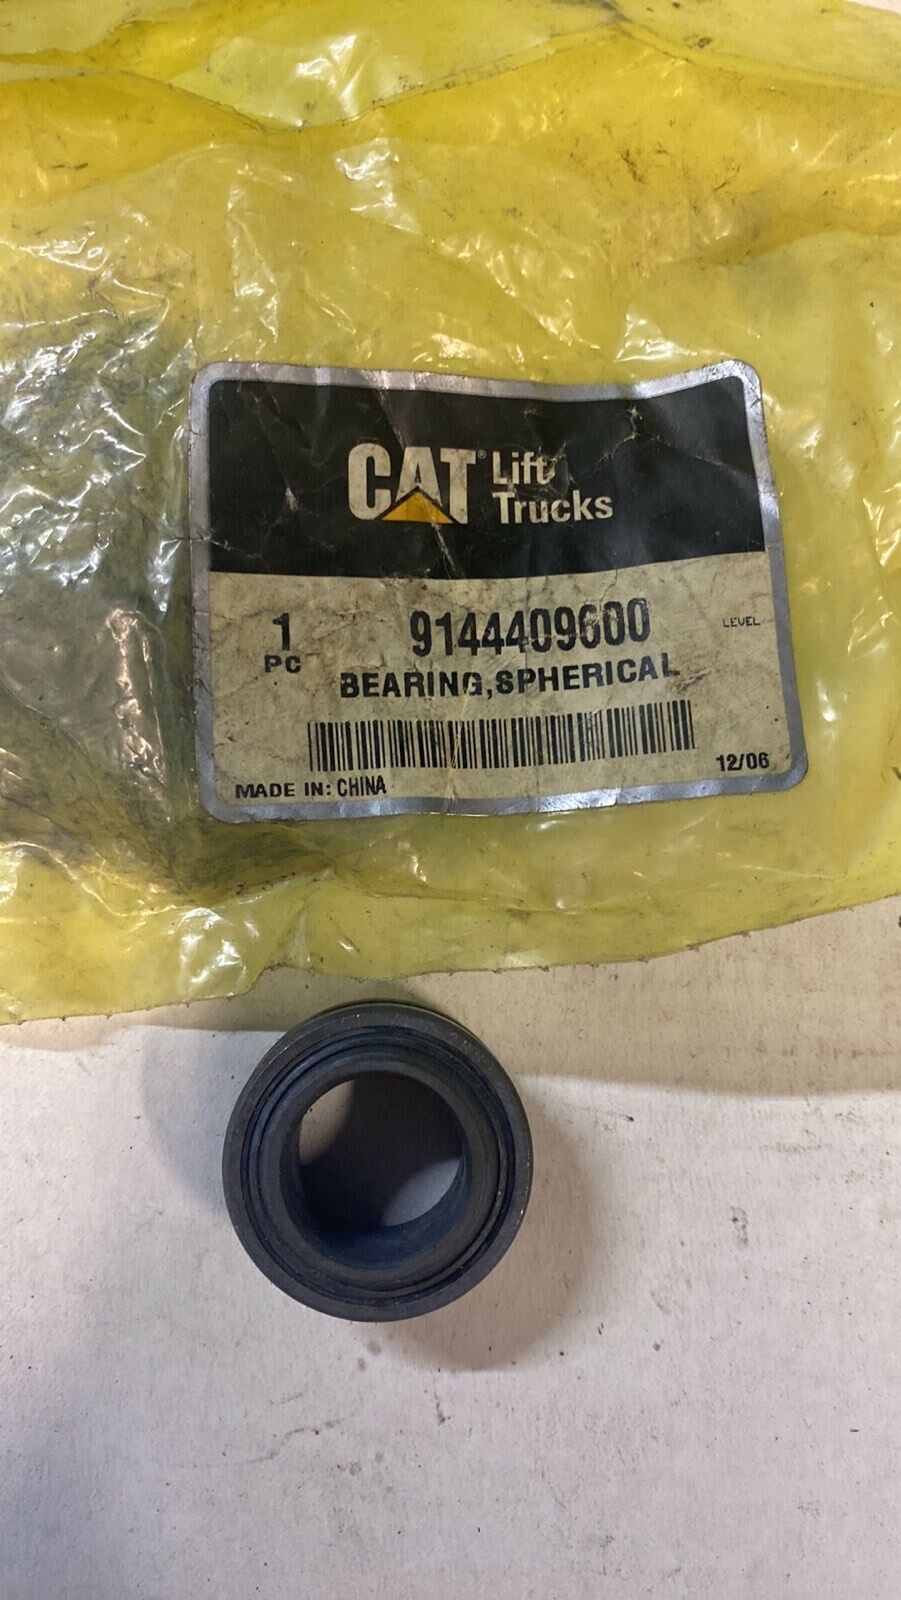 CAT® Lift
Trucks
1 9144409600 LEVEL
PC BEARING,SPHERICAL
12/06
MADE IN: CHINA